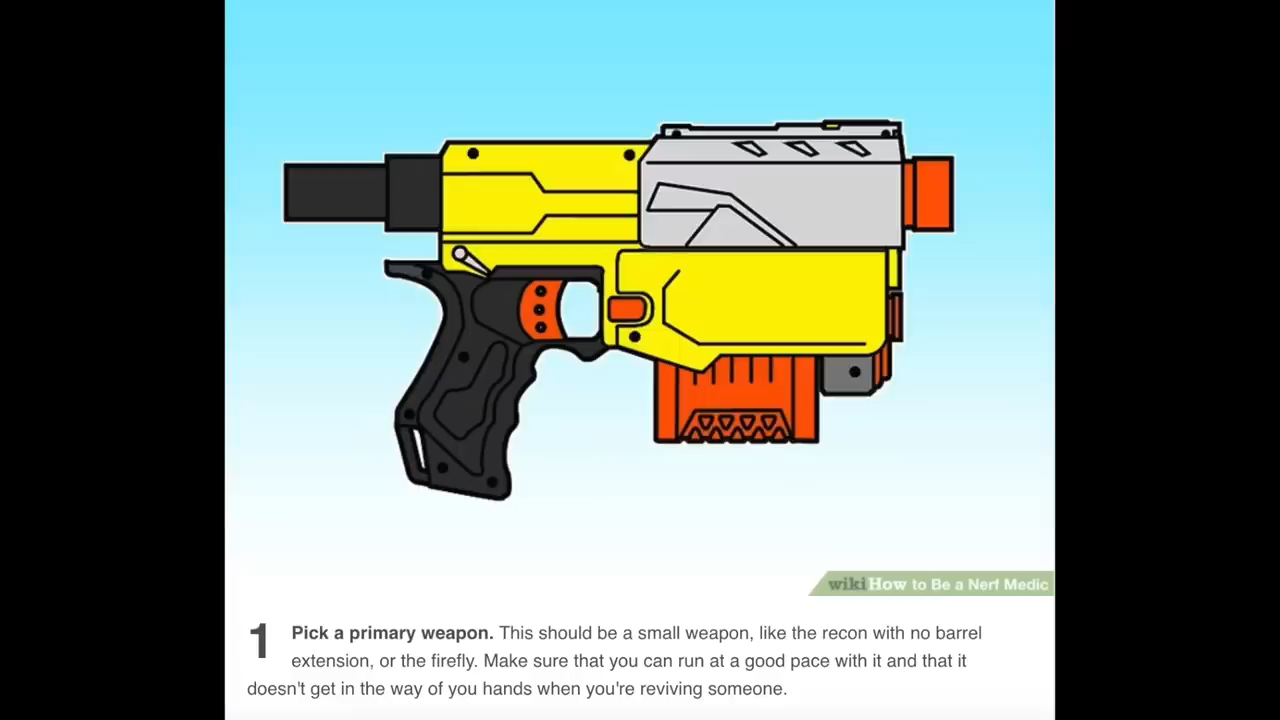 wikiHow to Be a Nerf Medic
1 Pick a primary weapon. This should be a small weapon, like the recon with no barrel
extension, or the firefly. Make sure that you can run at a good pace with it and that it
doesn't get in the way of you hands when you're reviving someone.